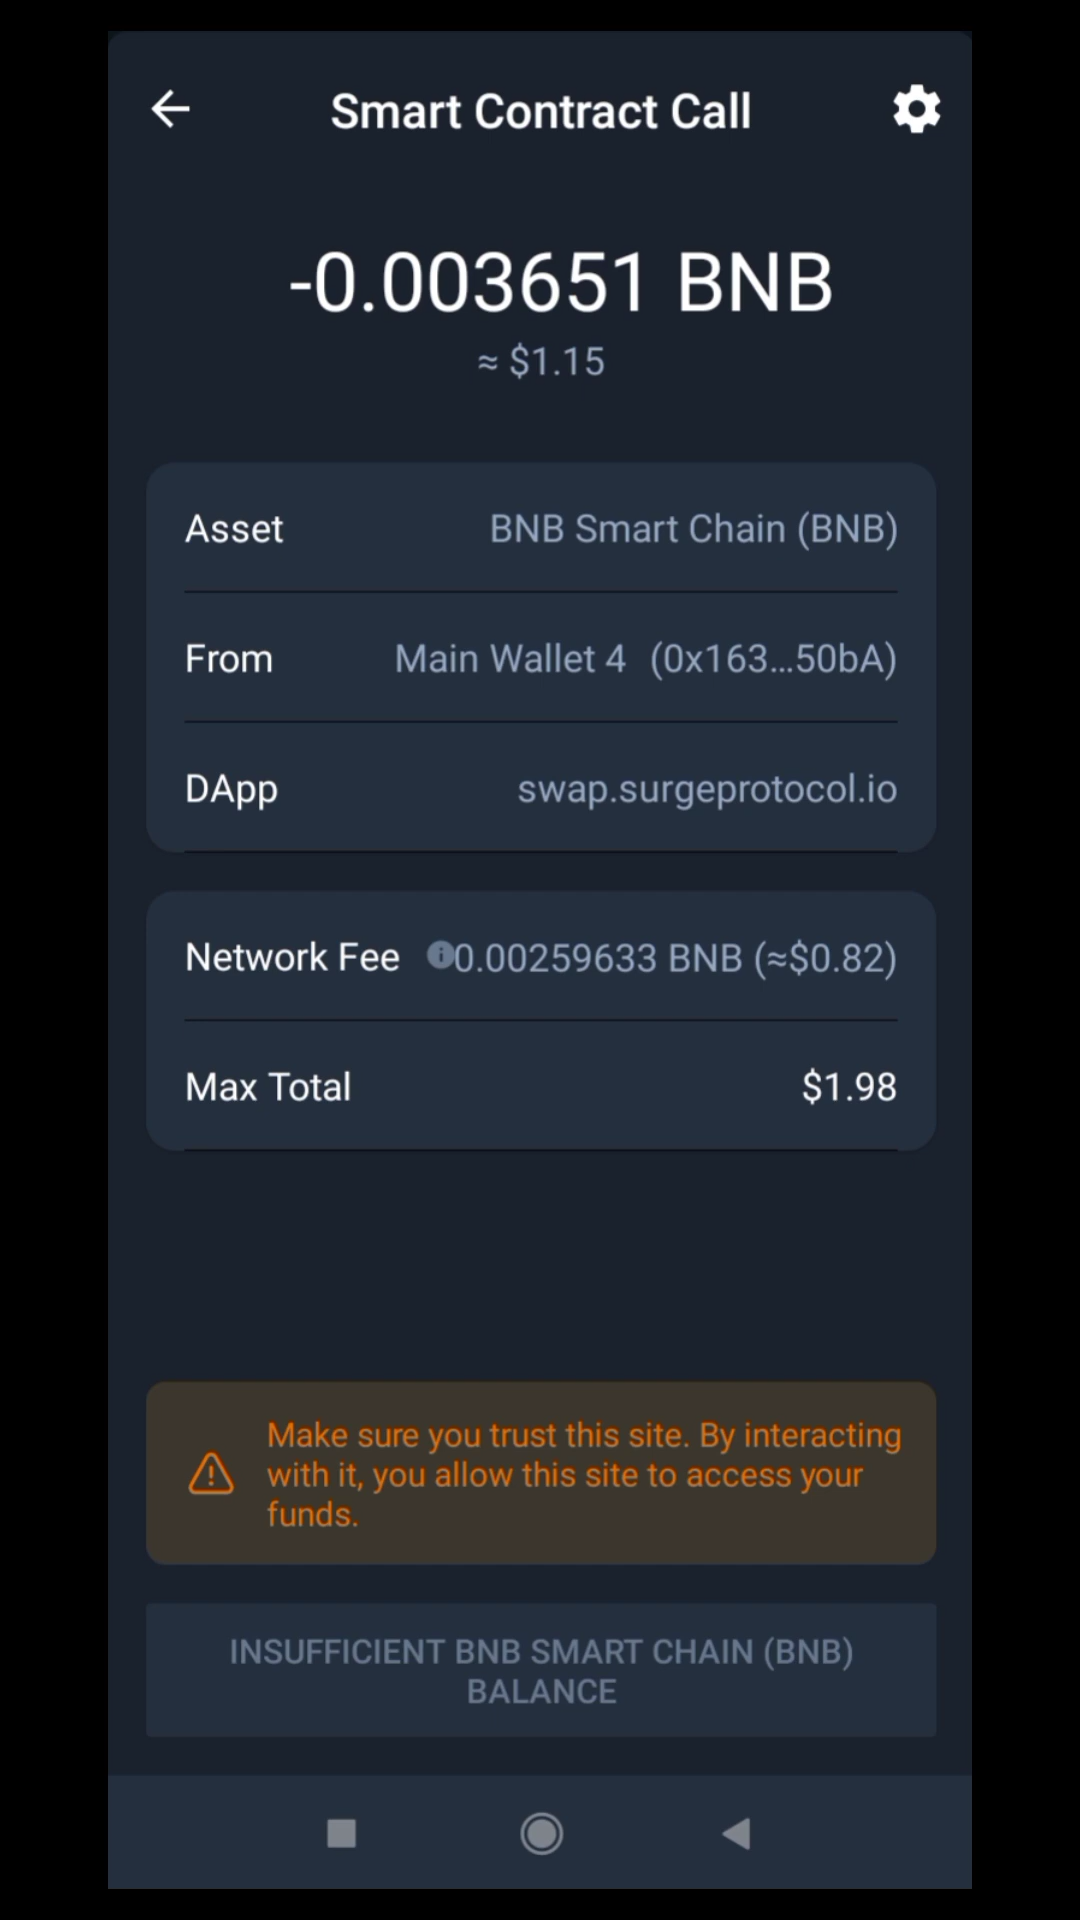 Smart Contract Call
-0.003651 BNB
≈ $1.15
Asset BNB Smart Chain (BNB)
From Main Wallet 4 (0x163...50bA)
DApp swap.surgeprotocol.io
Network Fee 0.00259633 BNB (≈$0.82)
Max Total $1.98
Make sure you trust this site. By interacting
with it, you allow this site to access your
funds.
INSUFFICIENT BNB SMART CHAIN (BNB)
BALANCE